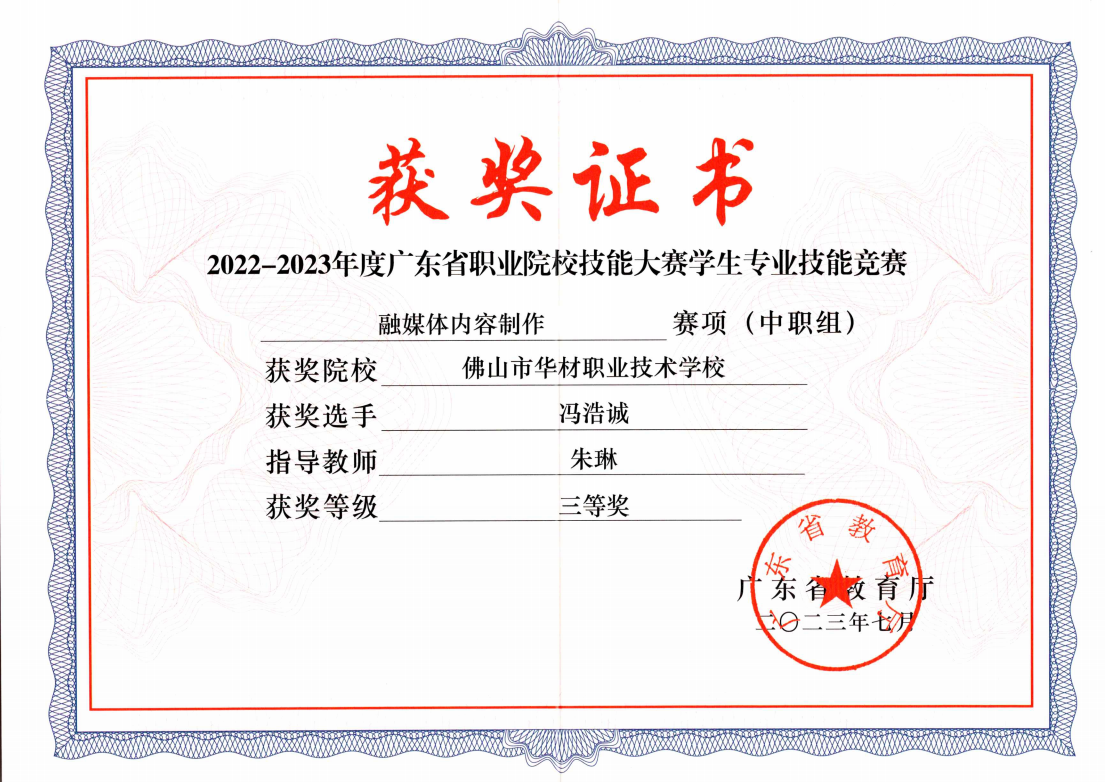 获奖证书
2022-2023年度广东省职业院校技能大赛学生专业技能竞赛
融媒体内容制作 赛项（中职组）
获奖院校 佛山市华材职业技术学校
获奖选手 冯浩诚
指导教师 朱琳
获奖等级 三等奖
广东省教育厅
广东省教育厅
二〇二三年七月